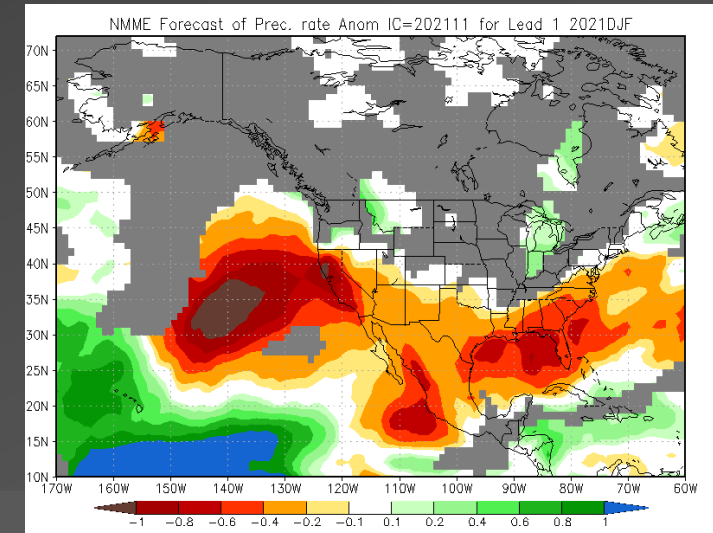 NMME Forecast of Prec. rate Anom IC=202111 for Lead 1 2021DJF
70N
65N
60N
55N
50N
45N
40N
35N
30N
25N
20N
15N
10N
170W 160W 150W 140W 130W 120W 110W 100W 90W 80W 70W 60W
-1 -0.8 -0.6 -0.4 -0.2 -0.1 0.1 0.2 0.4 0.6 0.8 1